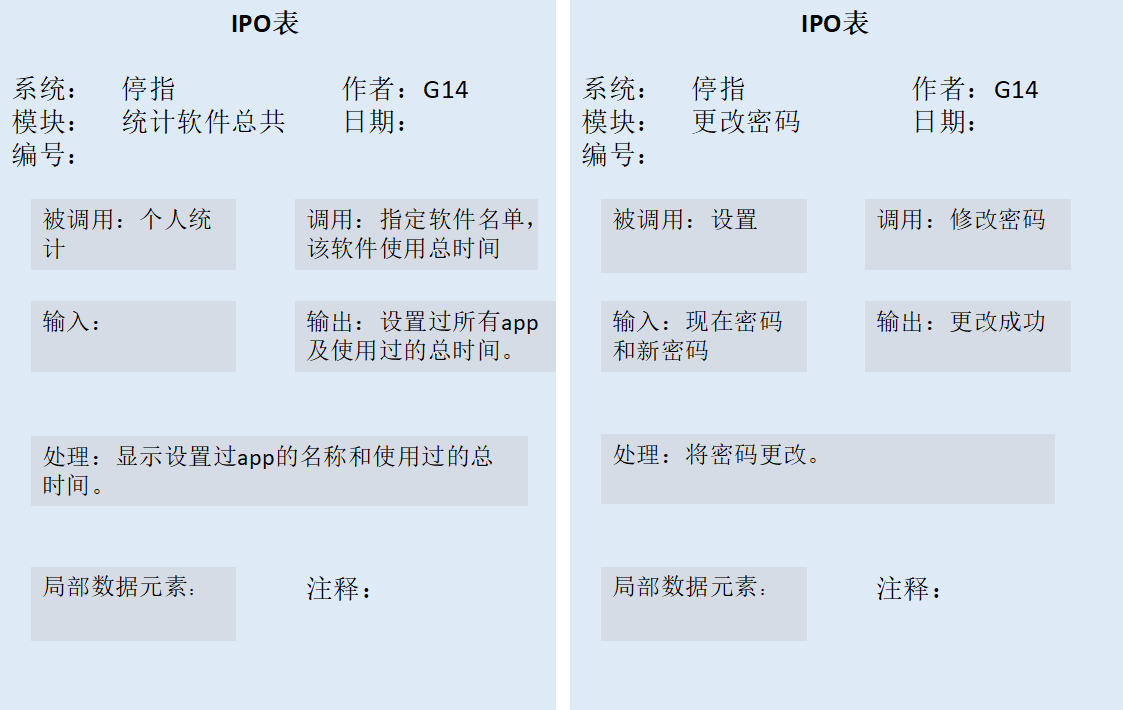 IPO表
系统： 停指 作者：G14
模块： 统计软件总共 日期：
编号：
被调用：个人统
计
调用：指定软件名单，
该软件使用总时间
输入：
输出：设置过所有app
及使用过的总时间。
处理：显示设置过app的名称和使用过的总
时间。
局部数据元素：
注释：
IPO表
系统： 停指 作者：G14
模块： 更改密码 日期：
编号：
被调用：设置
调用：修改密码
输入：现在密码
和新密码
输出：更改成功
处理：将密码更改。
局部数据元素：
注释：